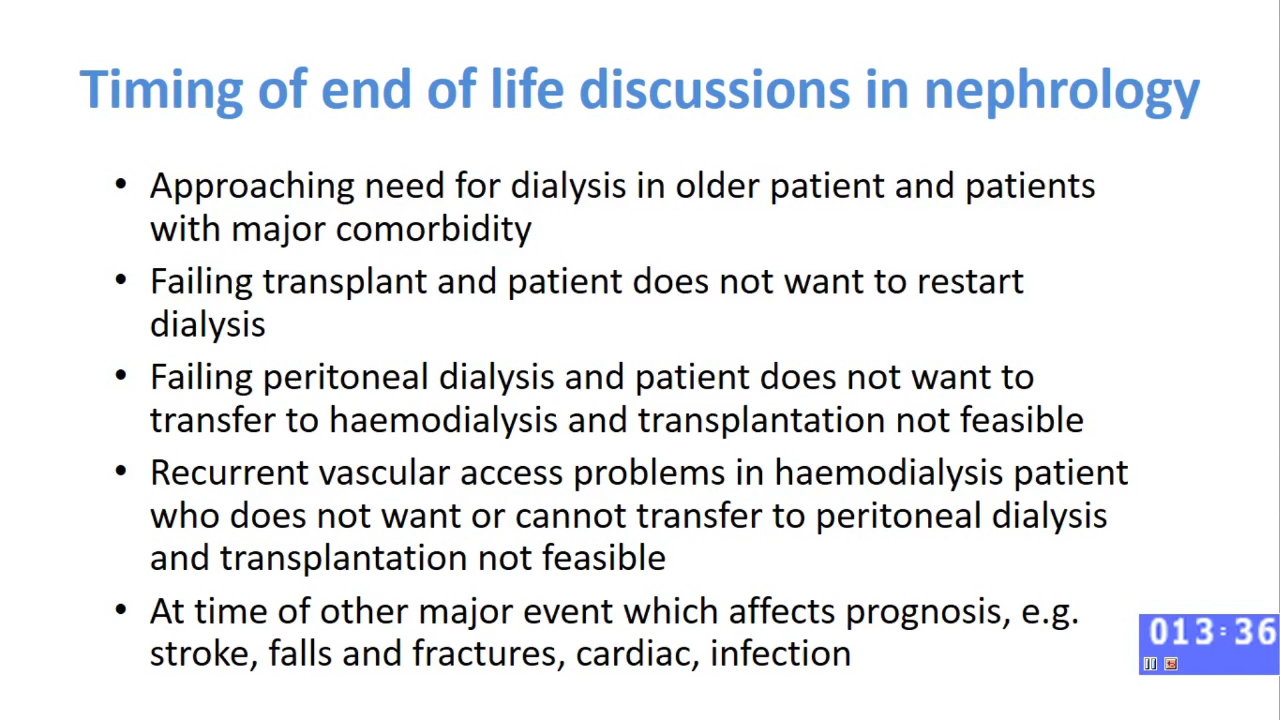 Timing of end of life discussions in nephrology
• Approaching need for dialysis in older patient and patients
with major comorbidity
• Failing transplant and patient does not want to restart
dialysis
• Failing peritoneal dialysis and patient does not want to
transfer to haemodialysis and transplantation not feasible
• Recurrent vascular access problems in haemodialysis patient
who does not want or cannot transfer to peritoneal dialysis
and transplantation not feasible
• At time of other major event which affects prognosis, e.g.
stroke, falls and fractures, cardiac, infection
013:36